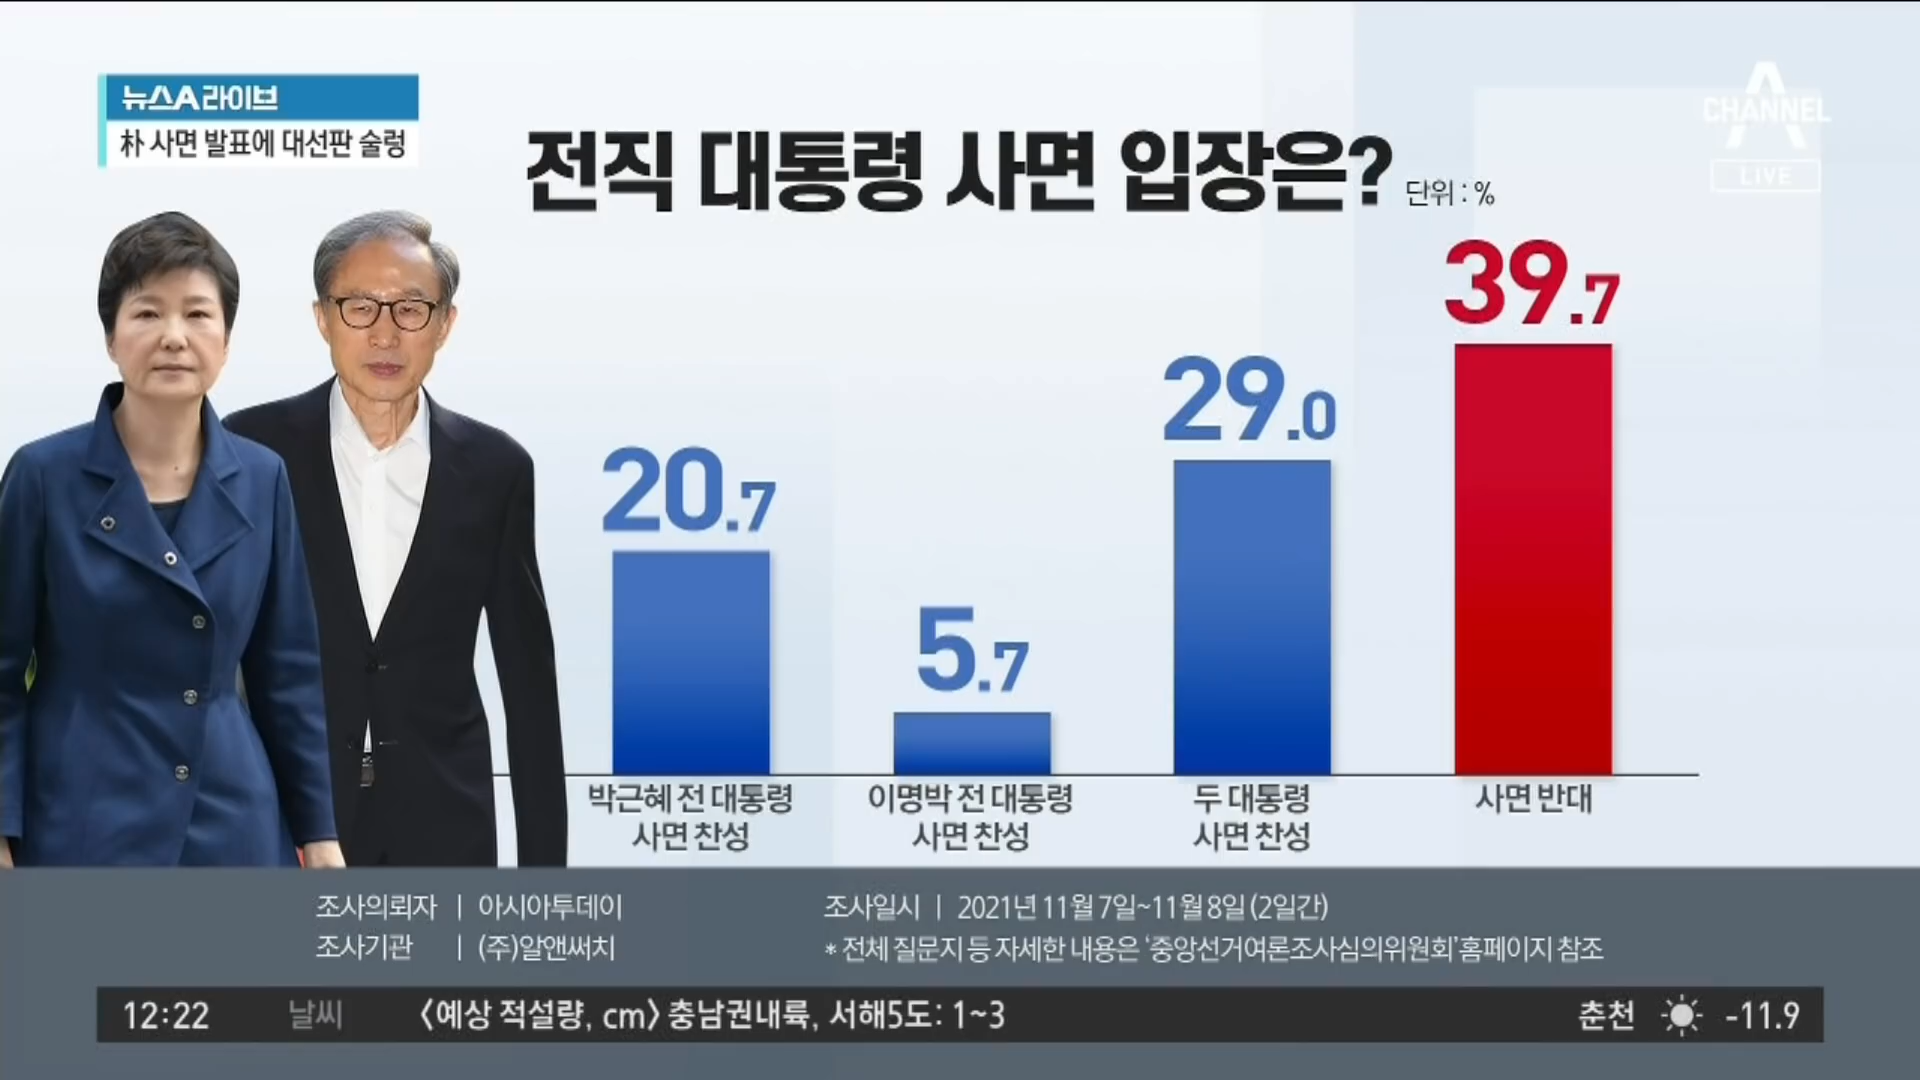 뉴스A라이브
朴 사면 발표에 대선판 술렁
CHANNEL A
LIVE
전직 대통령 사면 입장은?
단위 : %
20.7
5.7
29.0
39.7
박근혜 전 대통령
사면 찬성
이명박 전 대통령
사면 찬성
두 대통령
사면 찬성
사면 반대
조사의뢰자 | 아시아투데이
조사기관 | (주)알앤써치
조사일시 | 2021년 11월 7일~11월 8일 (2일간)
* 전체 질문지 등 자세한 내용은 '중앙선거여론조사심의위원회'홈페이지 참조
12:22 날씨 〈예상 적설량, cm〉 충남권내륙, 서해5도: 1~3 춘천 -11.9